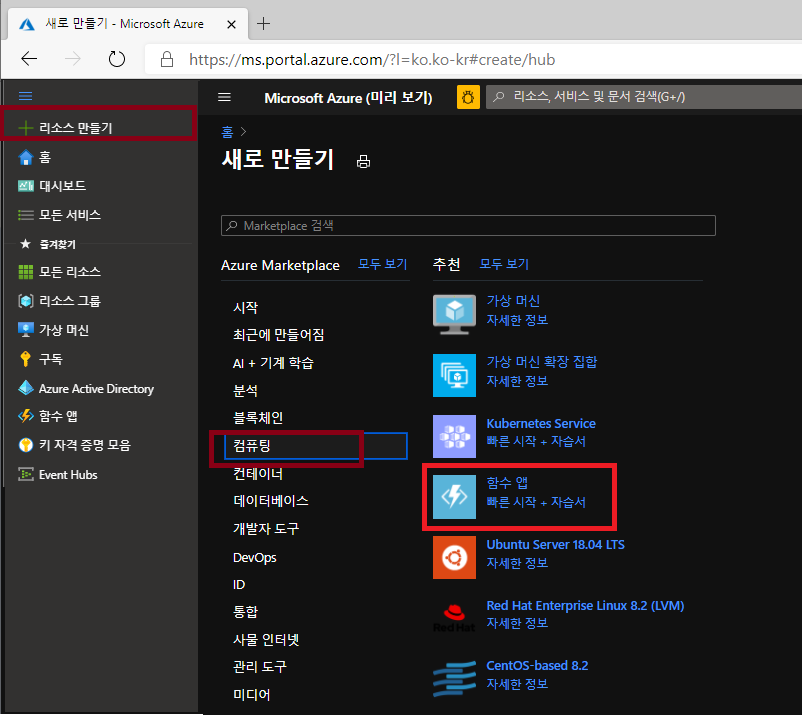 새로 만들기 - Microsoft Azure
https://ms.portal.azure.com/?l=ko.ko-kr#create/hub
Microsoft Azure (미리 보기)
리소스, 서비스 및 문서 검색(G+/)
리소스 만들기
홈
대시보드
모든 서비스
즐겨찾기
모든 리소스
리소스 그룹
가상 머신
구독
Azure Active Directory
함수 앱
키 자격 증명 모음
Event Hubs
홈
새로 만들기
Marketplace 검색
Azure Marketplace 모두 보기
시작
최근에 만들어짐
AI + 기계 학습
분석
블록체인
컴퓨팅
컨테이너
데이터베이스
개발자 도구
DevOps
ID
통합
사물 인터넷
관리 도구
미디어
추천 모두 보기
가상 머신
자세한 정보
가상 머신 확장 집합
자세한 정보
Kubernetes Service
빠른 시작 + 자습서
함수 앱
빠른 시작 + 자습서
Ubuntu Server 18.04 LTS
자세한 정보
Red Hat
Red Hat Enterprise Linux 8.2 (LVM)
자세한 정보
CentOS-based 8.2
자세한 정보